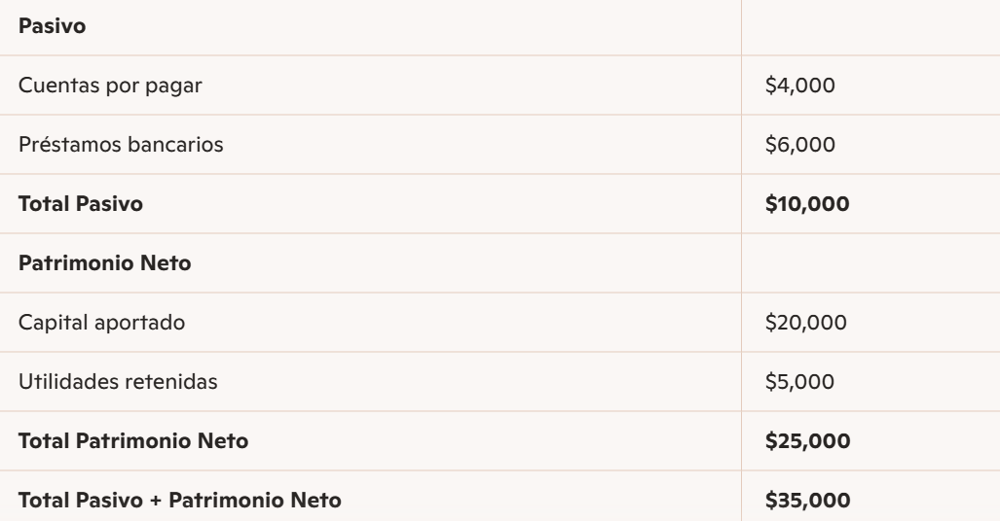 Pasivo
Cuentas por pagar $4,000
Préstamos bancarios $6,000
Total Pasivo $10,000
Patrimonio Neto
Capital aportado $20,000
Utilidades retenidas $5,000
Total Patrimonio Neto $25,000
Total Pasivo + Patrimonio Neto $35,000